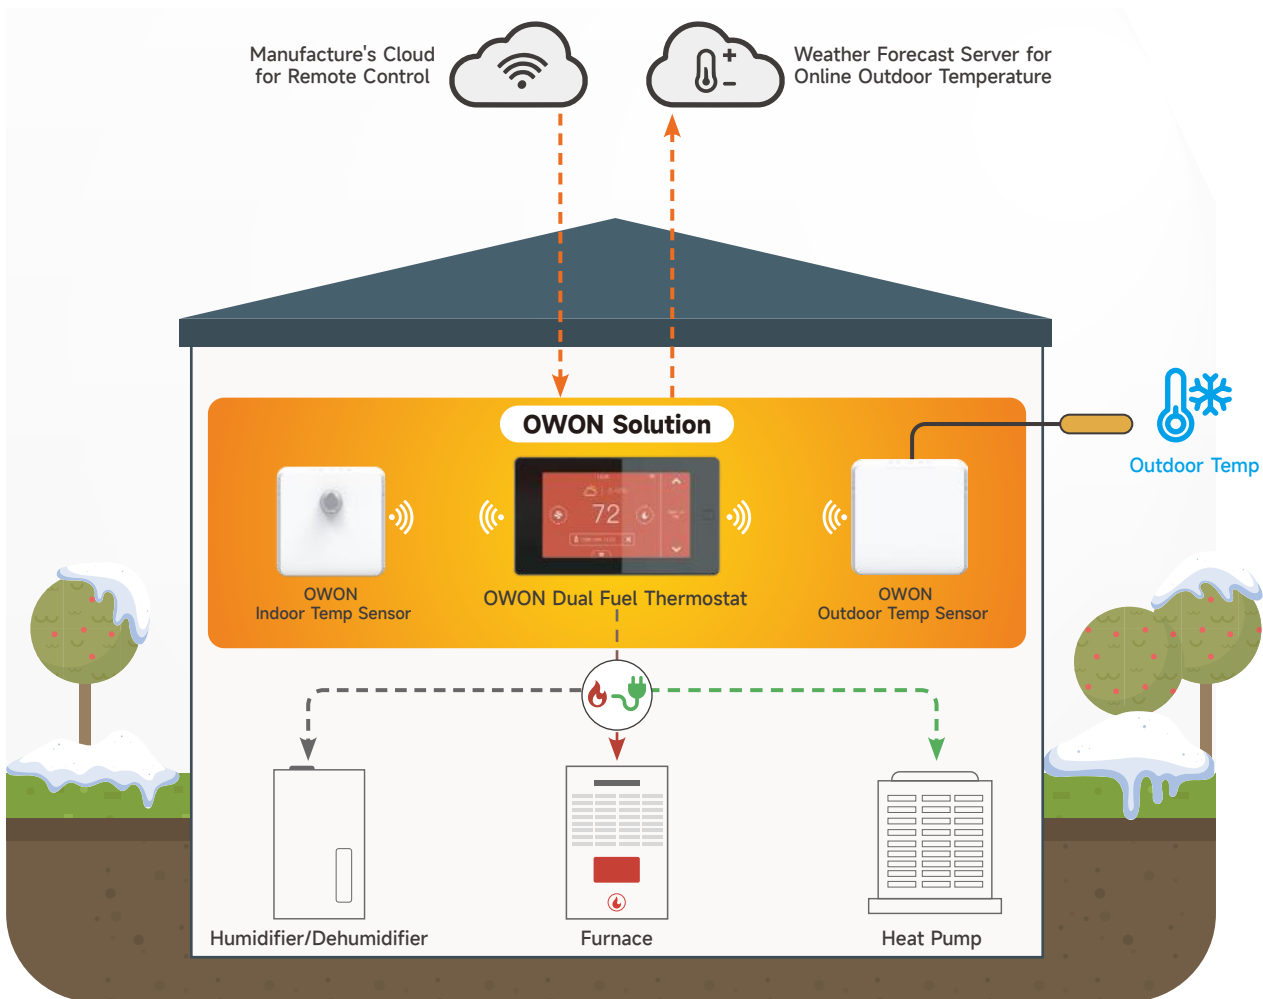 Manufacture's Cloud
for Remote Control
Weather Forecast Server for
Online Outdoor Temperature
OWON Solution
Outdoor Temp
72
OWON
Indoor Temp Sensor
OWON Dual Fuel Thermostat
OWON
Outdoor Temp Sensor
Humidifier/Dehumidifier
Furnace
Heat Pump